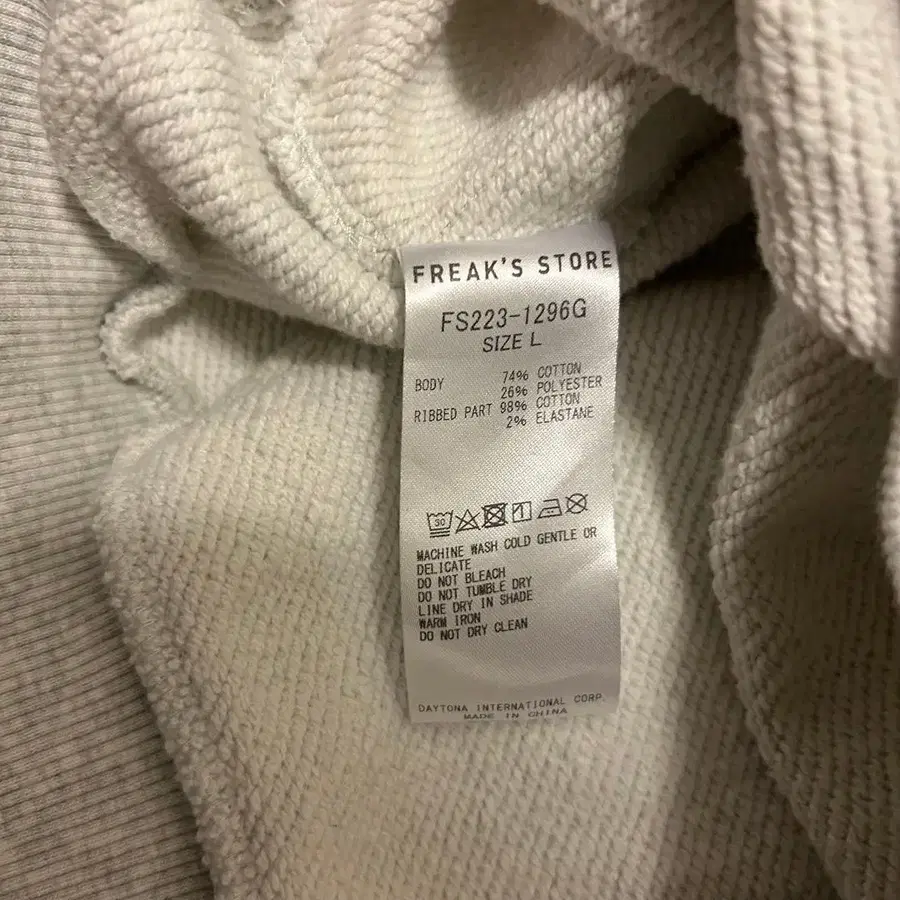 FREAK'S STORE
FS223-1296G
SIZE L
BODY 74% COTTON
26% POLYESTER
RIBBED PART 98% COTTON
2% ELASTANE
30
MACHINE WASH COLD GENTLE OR
DELICATE
DO NOT BLEACH
DO NOT TUMBLE DRY
LINE DRY IN SHADE
WARM IRON
DO NOT DRY CLEAN
DAYTONA INTERNATIONAL CORP.
MADE IN CHINA